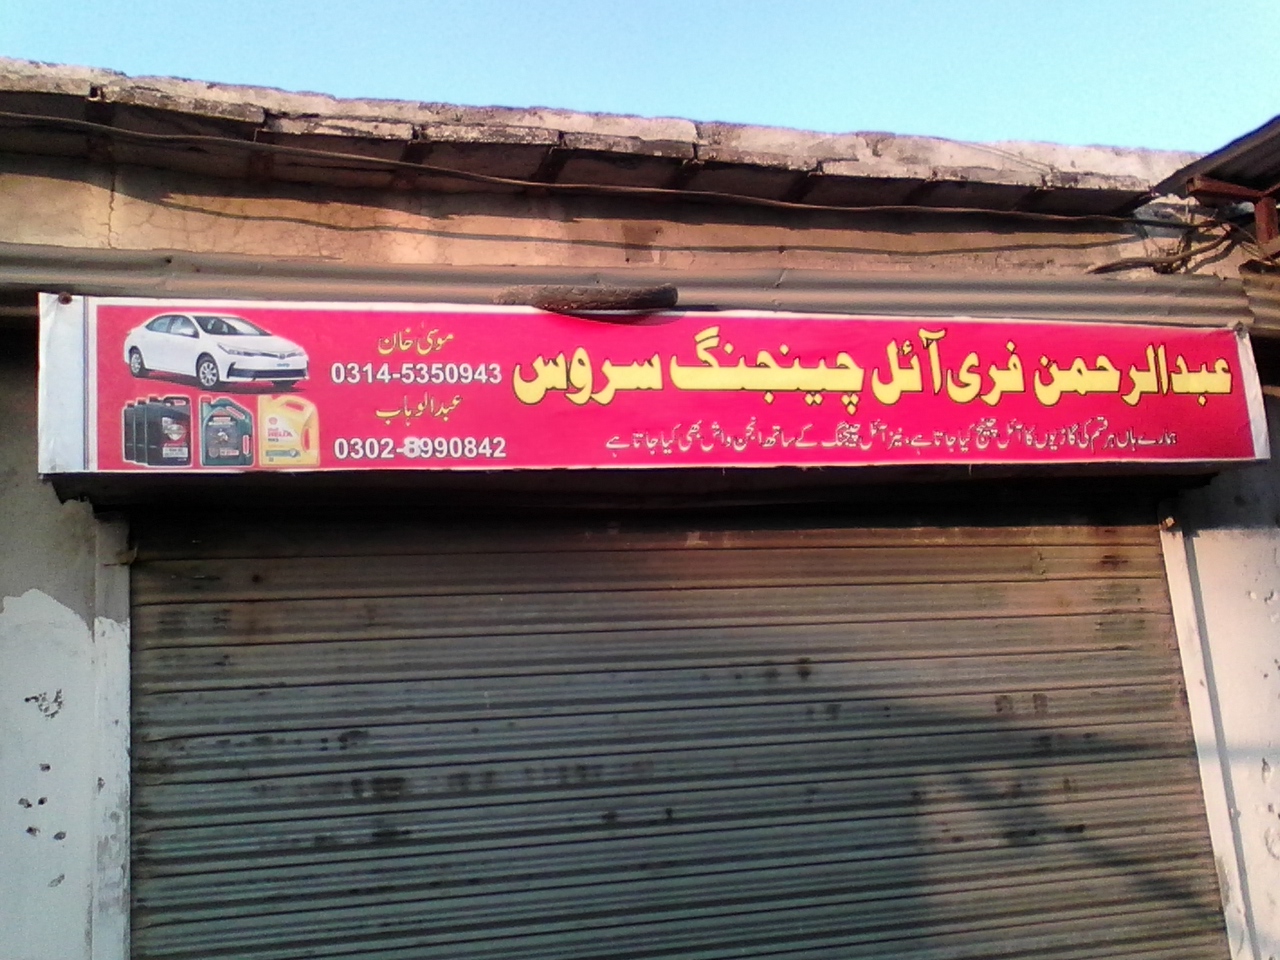 عبدالرحمن فری آئل چینجنگ سروس
ہمارے ہاں ہر قسم کی گاڑیوں کا آئل چینج کیا جاتا ہے، نیز آئل چینجنگ کے ساتھ انجن واش بھی کیا جاتا ہے
موسیٰ خان
0314-5350943
عبدالوہاب
0302-8990842
HELIX